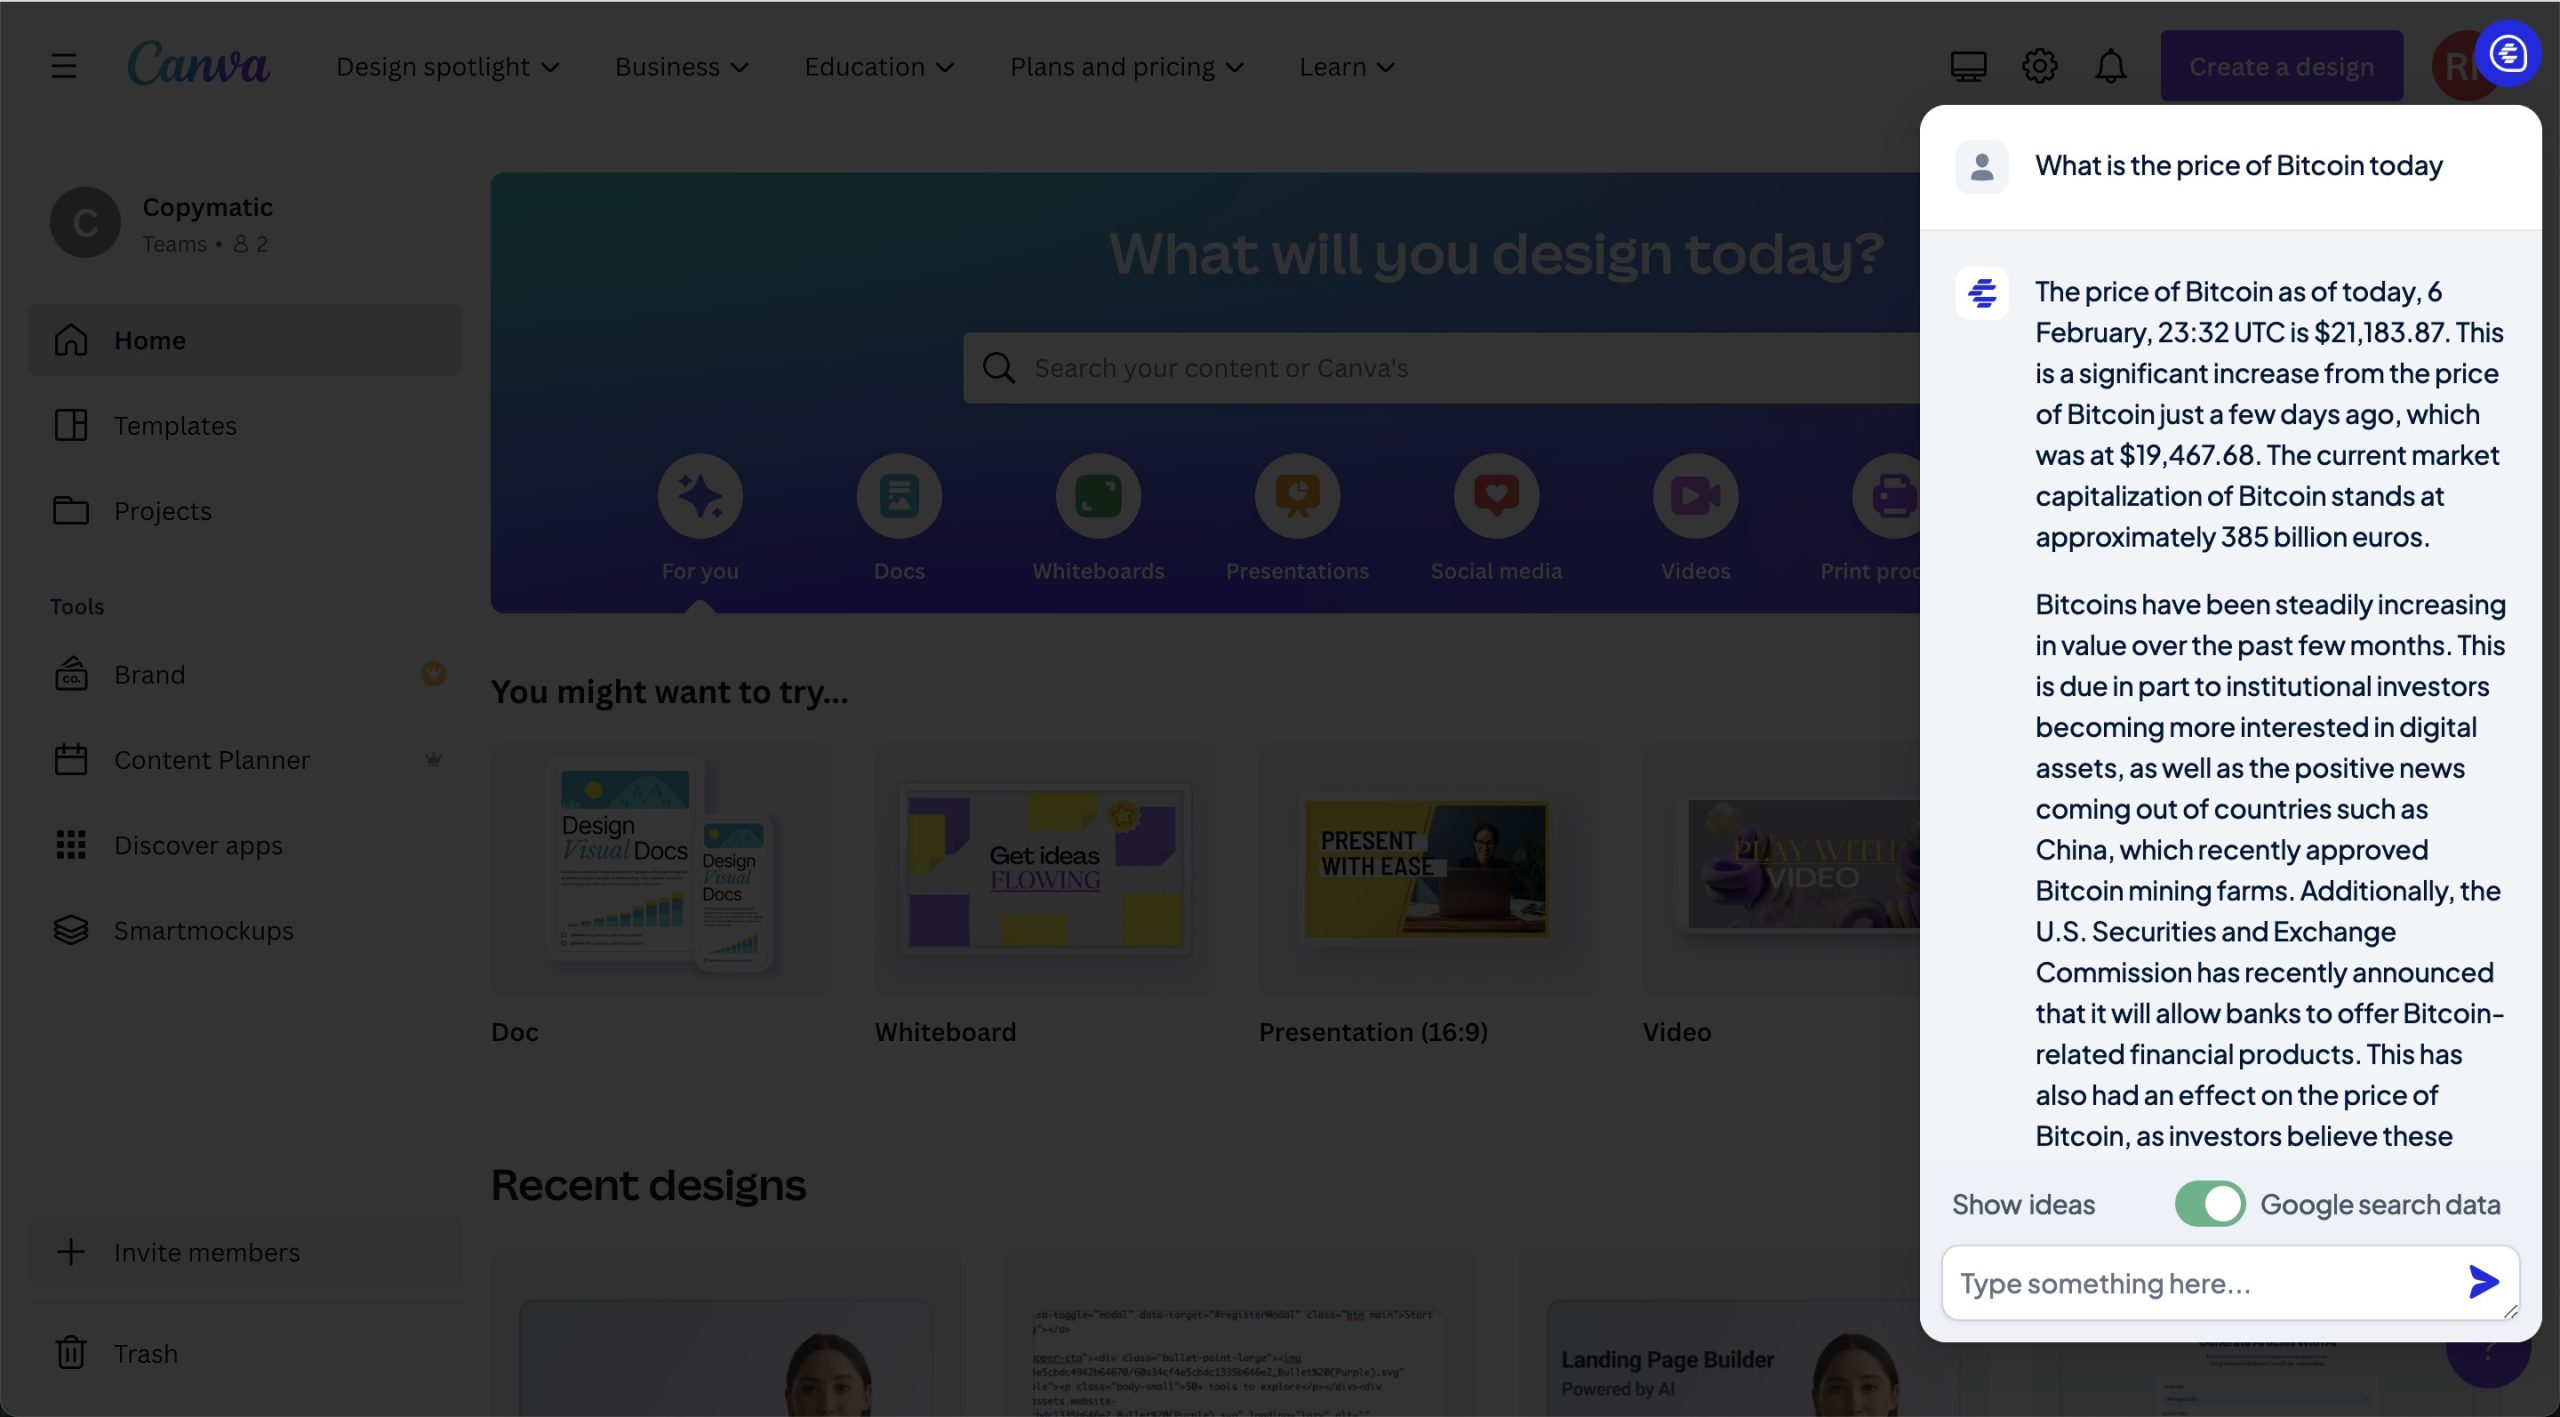 Canva
Design spotlight
Business
Education
Plans and pricing
Learn
Create a design
C
Copymatic
Teams • 2
Home
Templates
Projects
Tools
CO.
Brand
Content Planner
Discover apps
Smartmockups
Invite members
Trash
What will you design today?
Search your content or Canva's
For you
Docs
Whiteboards
Presentations
Social media
Videos
You might want to try...
Design
Visual Docs
Design
Visual
Docs
Get ideas
FLOWING
PRESENT
WITH EASE
PLAY WITH
VIDEO
Doc
Whiteboard
Presentation (16:9)
Video
Recent designs
Landing Page Builder
Powered by AI
What is the price of Bitcoin today
The price of Bitcoin as of today, 6
February, 23:32 UTC is $21,183.87. This
is a significant increase from the price
of Bitcoin just a few days ago, which
was at $19,467.68. The current market
capitalization of Bitcoin stands at
approximately 385 billion euros.
Bitcoins have been steadily increasing
in value over the past few months. This
is due in part to institutional investors
becoming more interested in digital
assets, as well as the positive news
coming out of countries such as
China, which recently approved
Bitcoin mining farms. Additionally, the
U.S. Securities and Exchange
Commission has recently announced
that it will allow banks to offer Bitcoin-
related financial products. This has
also had an effect on the price of
Bitcoin, as investors believe these
Show ideas
Google search data
Type something here...